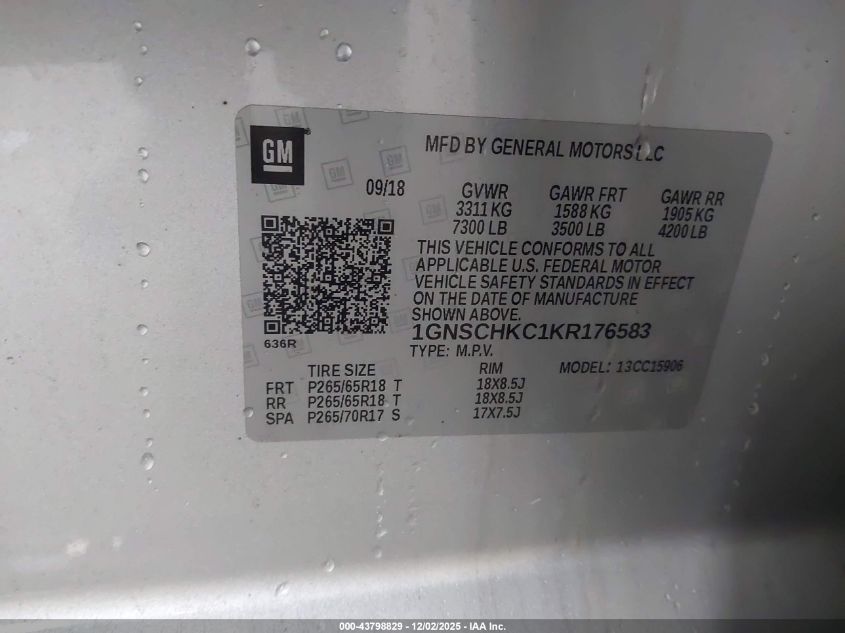 GM
MFD BY GENERAL MOTORS LLC
09/18
GVWR GAWR FRT GAWR RR
3311 KG 1588 KG 1905 KG
7300 LB 3500 LB 4200 LB
THIS VEHICLE CONFORMS TO ALL
APPLICABLE U.S. FEDERAL MOTOR
VEHICLE SAFETY STANDARDS IN EFFECT
ON THE DATE OF MANUFACTURE
SHOWN ABOVE.
1GNSCHKC1KR176583
636R
TYPE: M.P.V. MODEL: 13CC15906
TIRE SIZE RIM
FRT P265/65R18 T 18X8.5J
RR P265/65R18 T 18X8.5J
SPA P265/70R17 S 17X7.5J
000-43798829 - 12/02/2025 - IAA Inc.